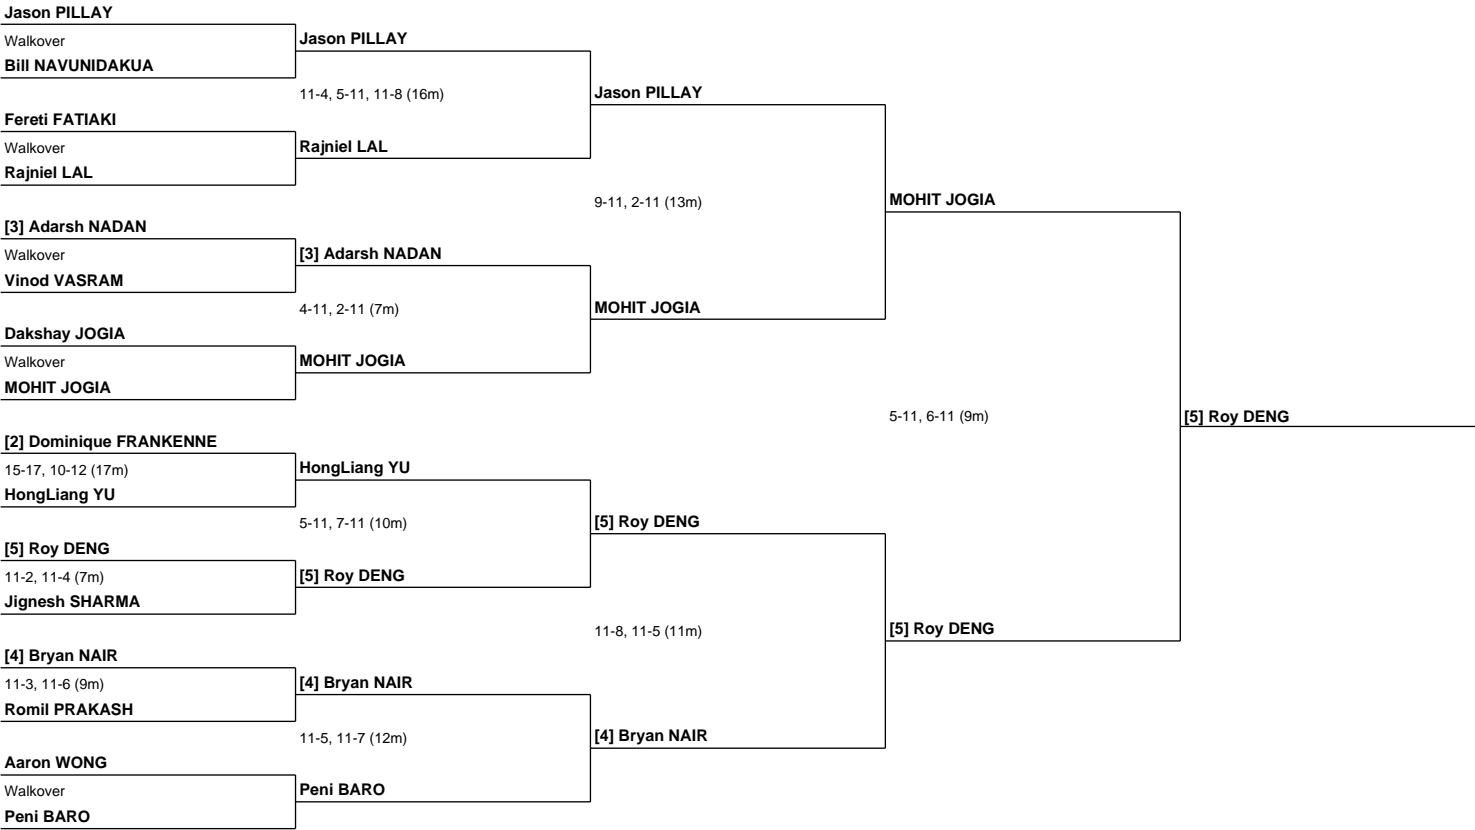 Jason PILLAY
Walkover
Bill NAVUNIDAKUA
Fereti FATIAKI
Walkover
Rajniel LAL
[3] Adarsh NADAN
Walkover
Vinod VASRAM
Dakshay JOGIA
Walkover
MOHIT JOGIA
[2] Dominique FRANKENNE
15-17, 10-12 (17m)
HongLiang YU
[5] Roy DENG
11-2, 11-4 (7m)
Jignesh SHARMA
[4] Bryan NAIR
11-3, 11-6 (9m)
Romil PRAKASH
Aaron WONG
Walkover
Peni BARO
Jason PILLAY
11-4, 5-11, 11-8 (16m)
Rajniel LAL
[3] Adarsh NADAN
4-11, 2-11 (7m)
MOHIT JOGIA
HongLiang YU
5-11, 7-11 (10m)
[5] Roy DENG
[4] Bryan NAIR
11-5, 11-7 (12m)
Peni BARO
Jason PILLAY
9-11, 2-11 (13m)
MOHIT JOGIA
[5] Roy DENG
11-8, 11-5 (11m)
[4] Bryan NAIR
MOHIT JOGIA
5-11, 6-11 (9m)
[5] Roy DENG
[5] Roy DENG